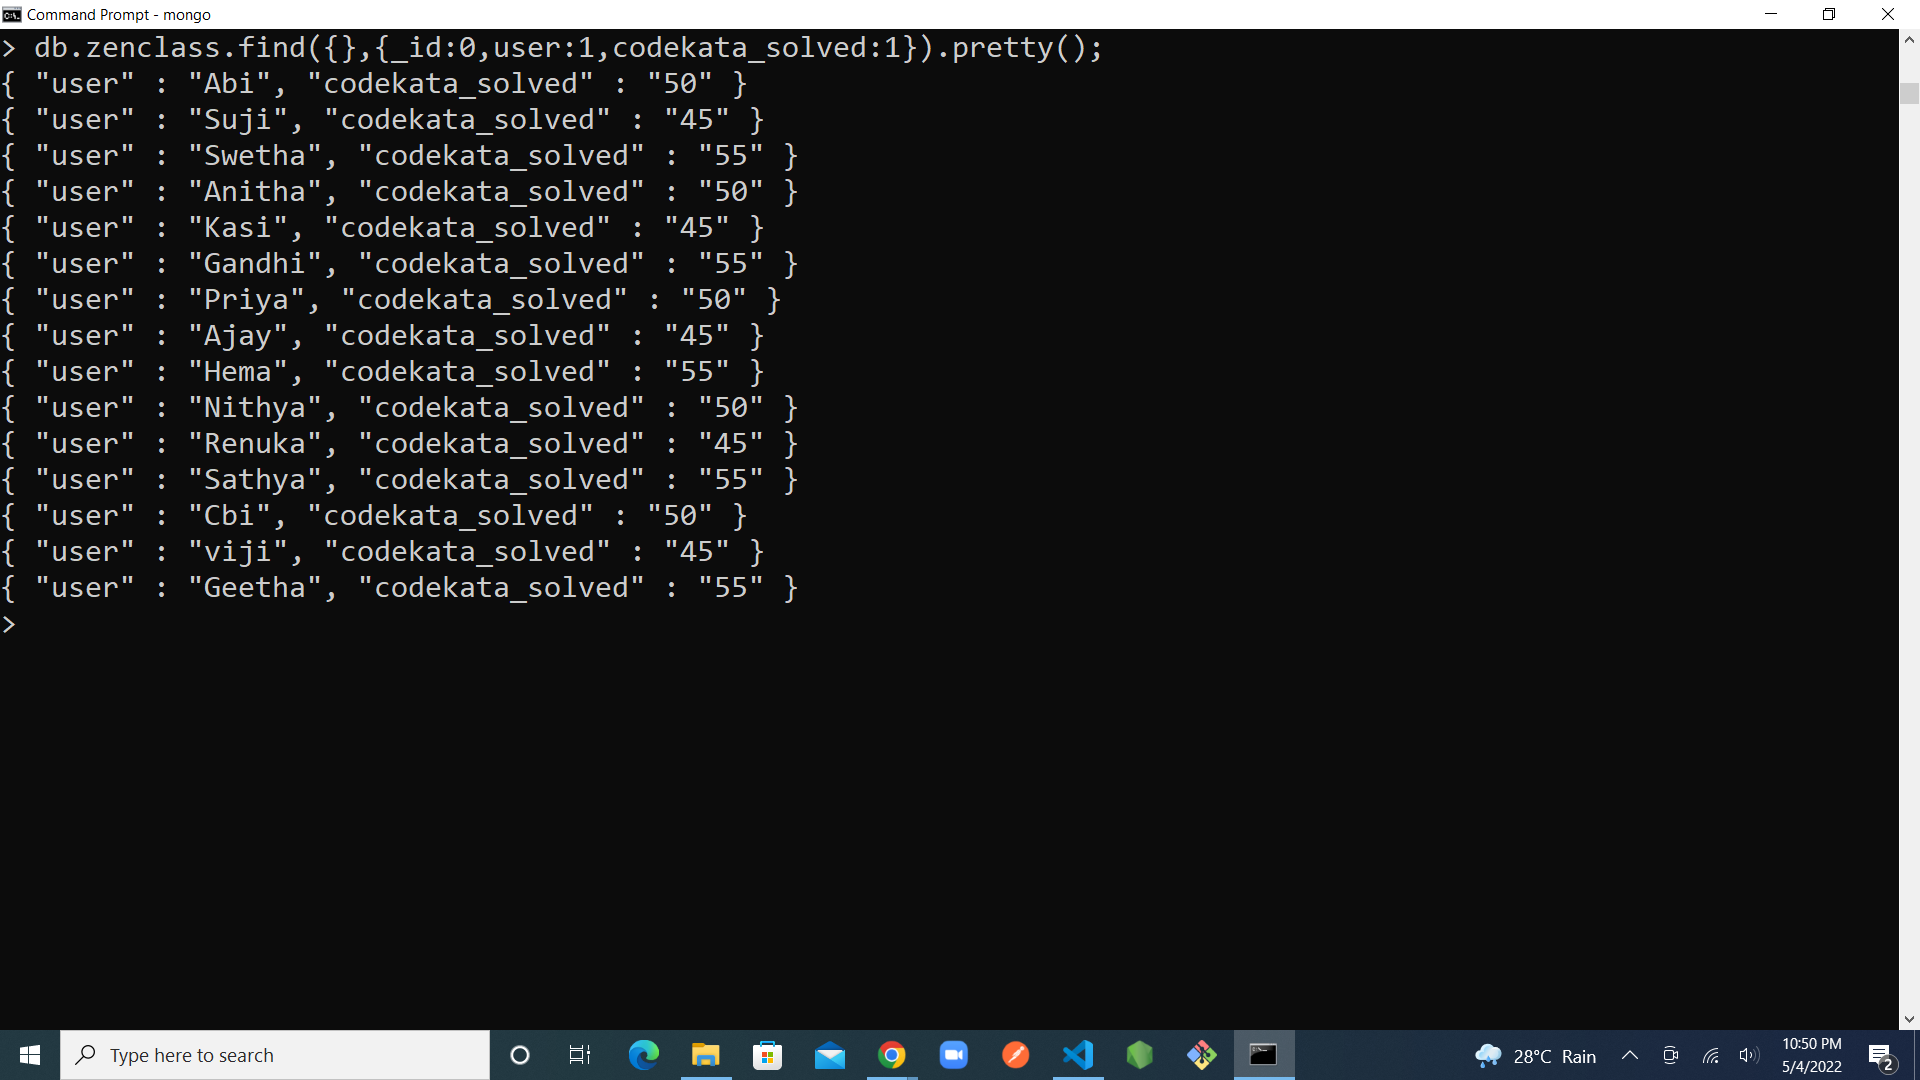 Command Prompt - mongo
> db.zenclass.find({},{_id:0,user:1,codekata_solved:1}).pretty();
{ "user" : "Abi", "codekata_solved" : "50" }
{ "user" : "Suji", "codekata_solved" : "45" }
{ "user" : "Swetha", "codekata_solved" : "55" }
{ "user" : "Anitha", "codekata_solved" : "50" }
{ "user" : "Kasi", "codekata_solved" : "45" }
{ "user" : "Gandhi", "codekata_solved" : "55" }
{ "user" : "Priya", "codekata_solved" : "50" }
{ "user" : "Ajay", "codekata_solved" : "45" }
{ "user" : "Hema", "codekata_solved" : "55" }
{ "user" : "Nithya", "codekata_solved" : "50" }
{ "user" : "Renuka", "codekata_solved" : "45" }
{ "user" : "Sathya", "codekata_solved" : "55" }
{ "user" : "Cbi", "codekata_solved" : "50" }
{ "user" : "viji", "codekata_solved" : "45" }
{ "user" : "Geetha", "codekata_solved" : "55" }
>
Type here to search
28°C Rain
10:50 PM
5/4/2022
2